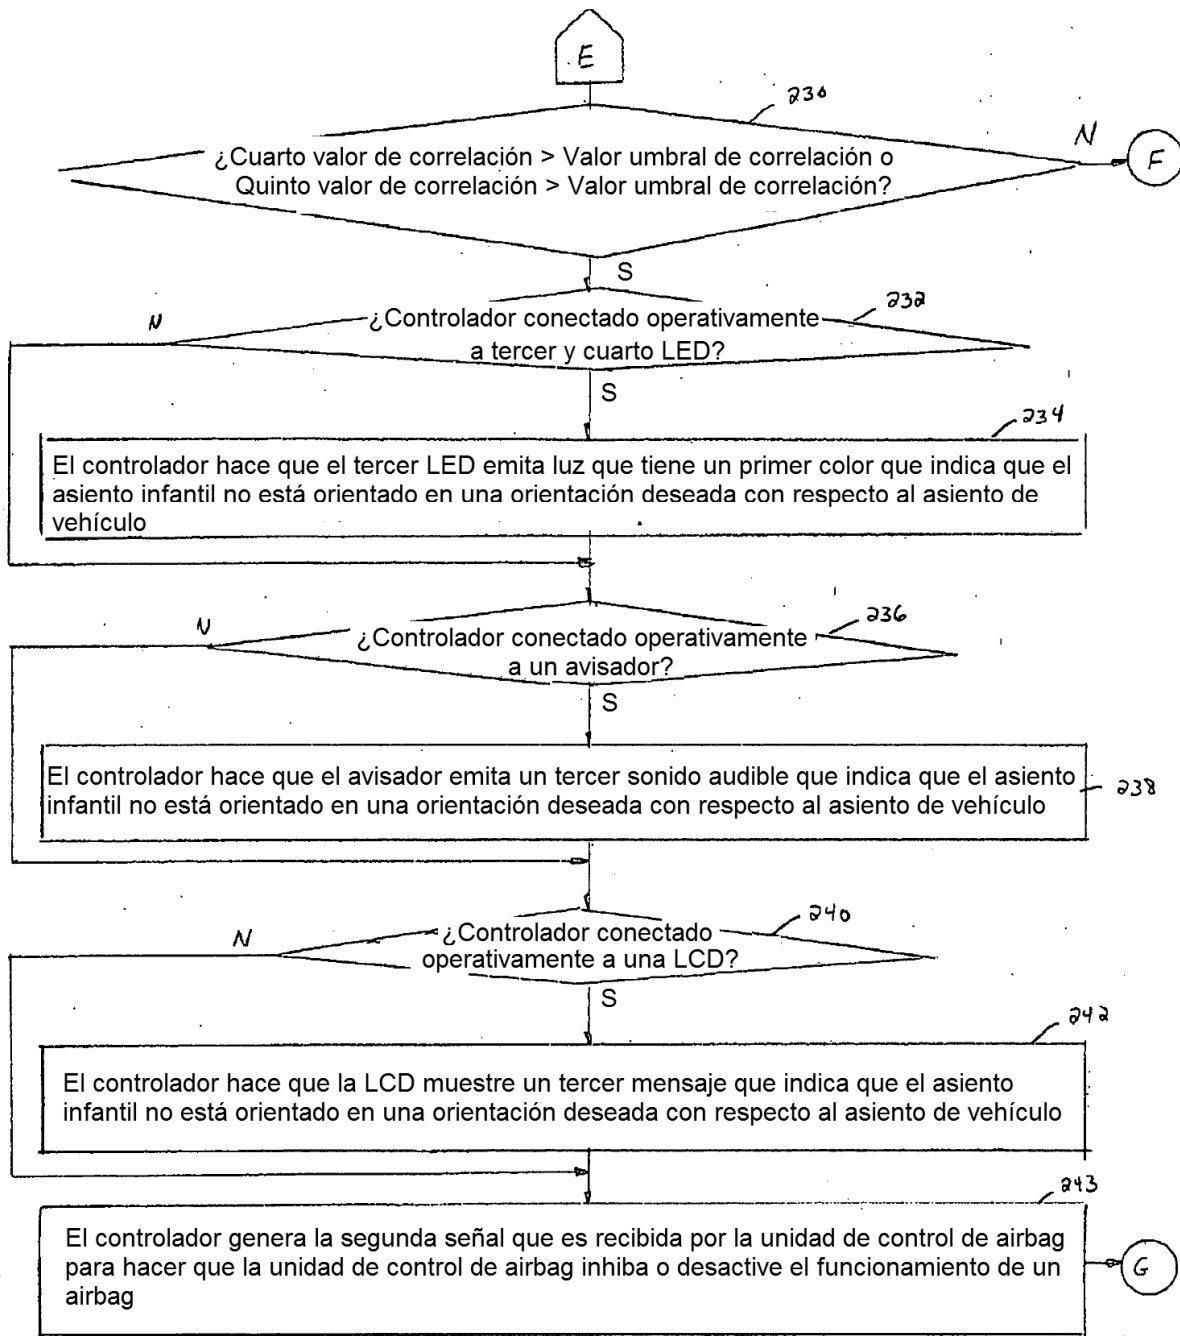 E
230
N
¿Cuarto valor de correlación > Valor umbral de correlación o
Quinto valor de correlación > Valor umbral de correlación?
F
S
232
N
¿Controlador conectado operativamente
a tercer y cuarto LED?
S
234
El controlador hace que el tercer LED emita luz que tiene un primer color que indica que el
asiento infantil no está orientado en una orientación deseada con respecto al asiento de
vehículo
236
N
¿Controlador conectado operativamente
a un avisador?
S
El controlador hace que el avisador emita un tercer sonido audible que indica que el asiento
infantil no está orientado en una orientación deseada con respecto al asiento de vehículo
238
240
N
¿Controlador conectado
operativamente a una LCD?
S
242
El controlador hace que la LCD muestre un tercer mensaje que indica que el asiento
infantil no está orientado en una orientación deseada con respecto al asiento de vehículo
243
El controlador genera la segunda señal que es recibida por la unidad de control de airbag
para hacer que la unidad de control de airbag inhiba o desactive el funcionamiento de un
airbag
G